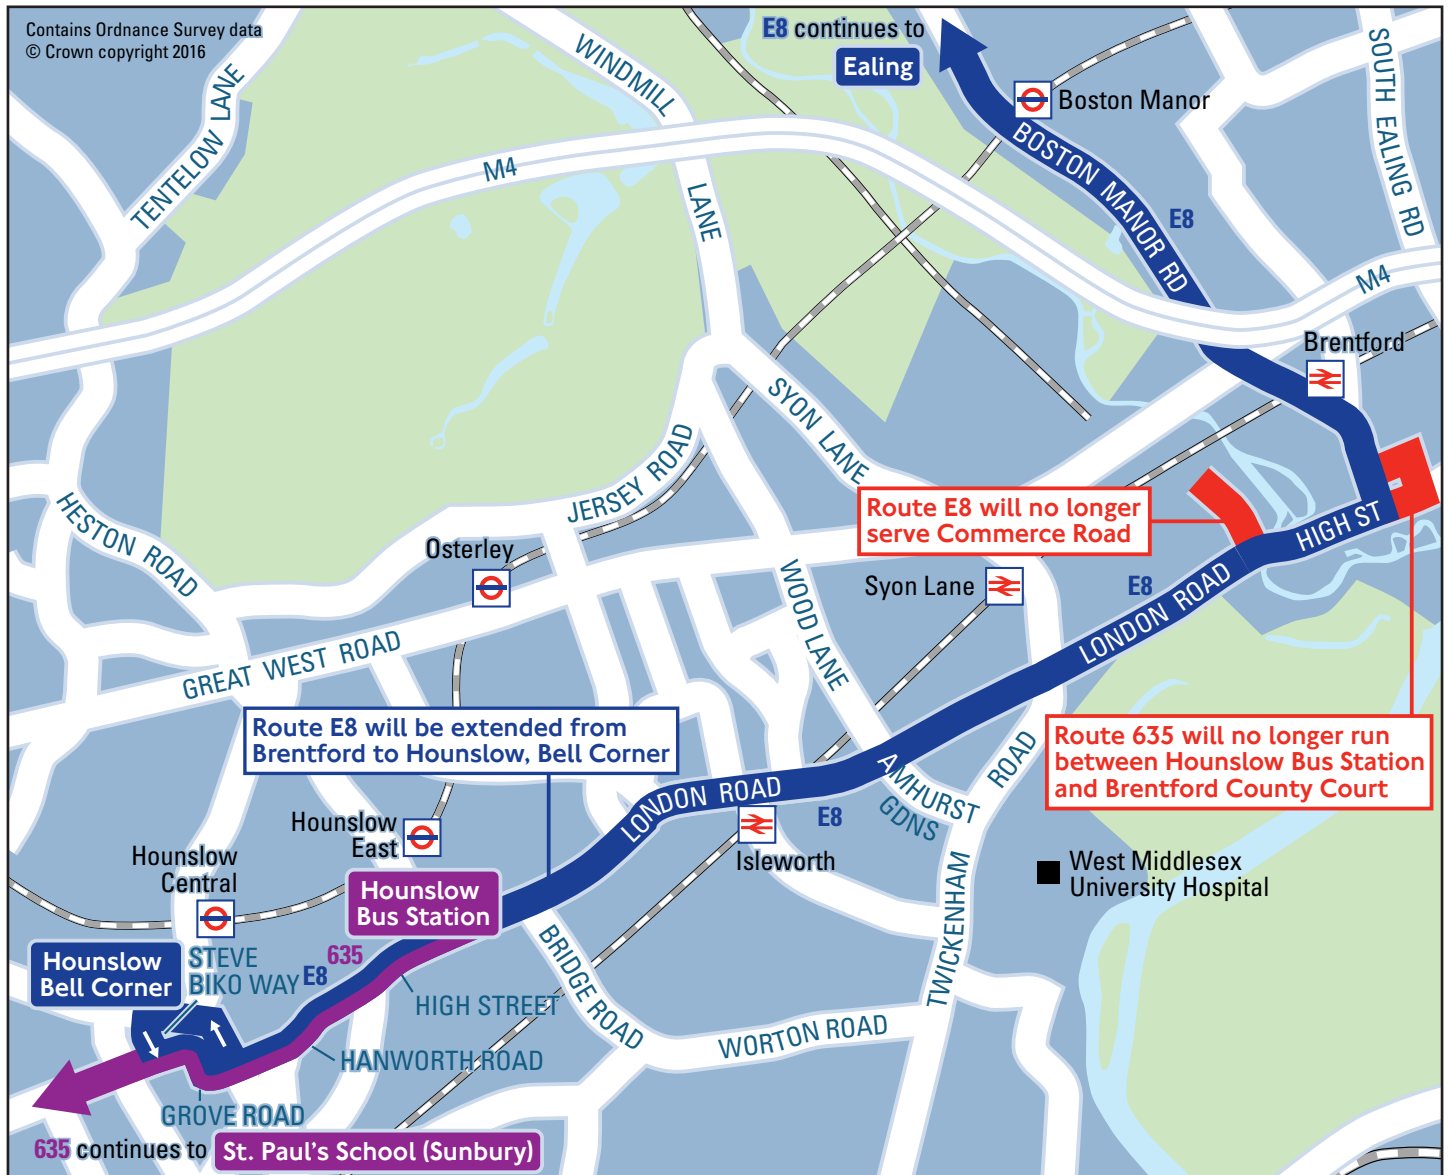 Contains Ordnance Survey data
© Crown copyright 2016
E8 continues to
Ealing
Boston Manor
SOUTH EALING RD
WINDMILL
LANE
TENTELOW LANE
M4
BOSTON MANOR RD
E8
M4
Brentford
SYON LANE
JERSEY ROAD
HESTON ROAD
Osterley
Route E8 will no longer
serve Commerce Road
HIGH ST
Syon Lane
E8
LONDON ROAD
WOOD LANE
GREAT WEST ROAD
Route E8 will be extended from
Brentford to Hounslow, Bell Corner
Route 635 will no longer run
between Hounslow Bus Station
and Brentford County Court
LONDON ROAD
E8
AMHURST
GDNS
TWICKENHAM
ROAD
Hounslow
East
Isleworth
Hounslow
Central
West Middlesex
University Hospital
Hounslow
Bus Station
Hounslow
Bell Corner
STEVE
BIKO WAY
E8
635
HIGH STREET
BRIDGE ROAD
WORTON ROAD
HANWORTH ROAD
GROVE ROAD
635 continues to
St. Paul's School (Sunbury)